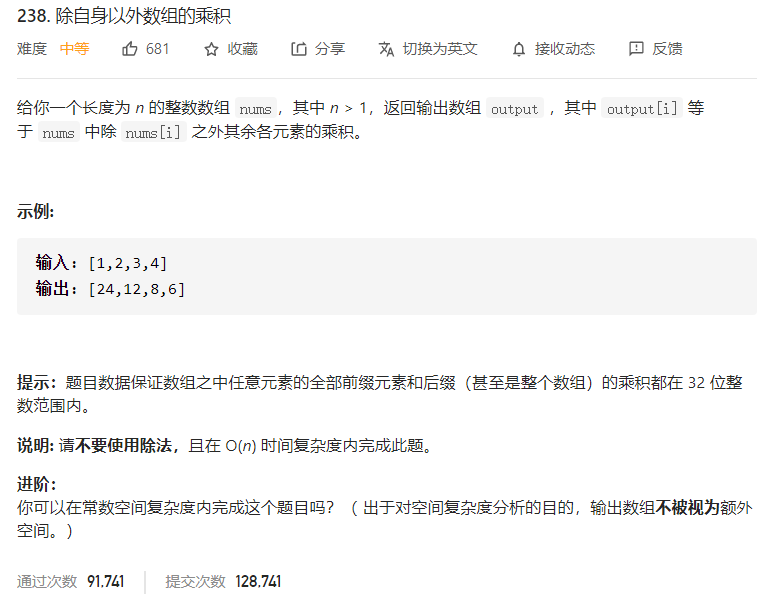 238. 除自身以外数组的乘积
难度 中等 681 收藏 分享 切换为英文 接收动态 反馈
给你一个长度为 n 的整数数组 nums，其中 n > 1，返回输出数组 output ，其中 output[i] 等
于 nums 中除 nums[i] 之外其余各元素的乘积。
示例:
输入: [1,2,3,4]
输出: [24,12,8,6]
提示：题目数据保证数组之中任意元素的全部前缀元素和后缀（甚至是整个数组）的乘积都在 32 位整
数范围内。
说明: 请不要使用除法，且在 O(n) 时间复杂度内完成此题。
进阶：
你可以在常数空间复杂度内完成这个题目吗？（ 出于对空间复杂度分析的目的，输出数组不被视为额外
空间。）
通过次数 91,741 提交次数 128,741